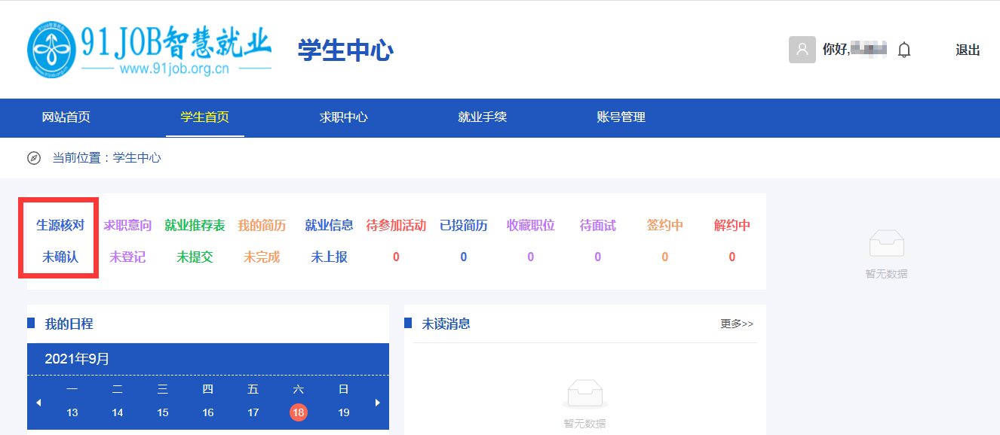 91JOB智慧就业
www.91job.org.cn
学生中心
你好,
退出
网站首页 学生首页 求职中心 就业手续 账号管理
当前位置：学生中心
生源核对 求职意向 就业推荐表 我的简历 就业信息 待参加活动 已投简历 收藏职位 待面试 签约中 解约中
未确认 未登记 未提交 未完成 未上报 0 0 0 0 0 0
暂无数据
我的日程
未读消息 更多>>
2021年9月
一 二 三 四 五 六 日
13 14 15 16 17 18 19
暂无数据